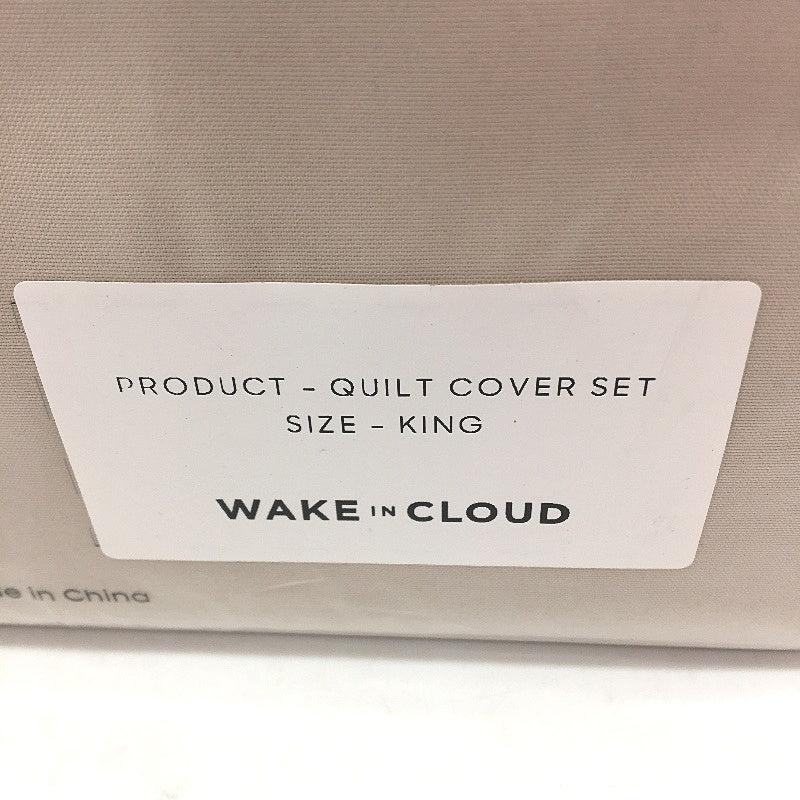 PRODUCT – QUILT COVER SET
SIZE – KING
WAKE IN CLOUD
in China